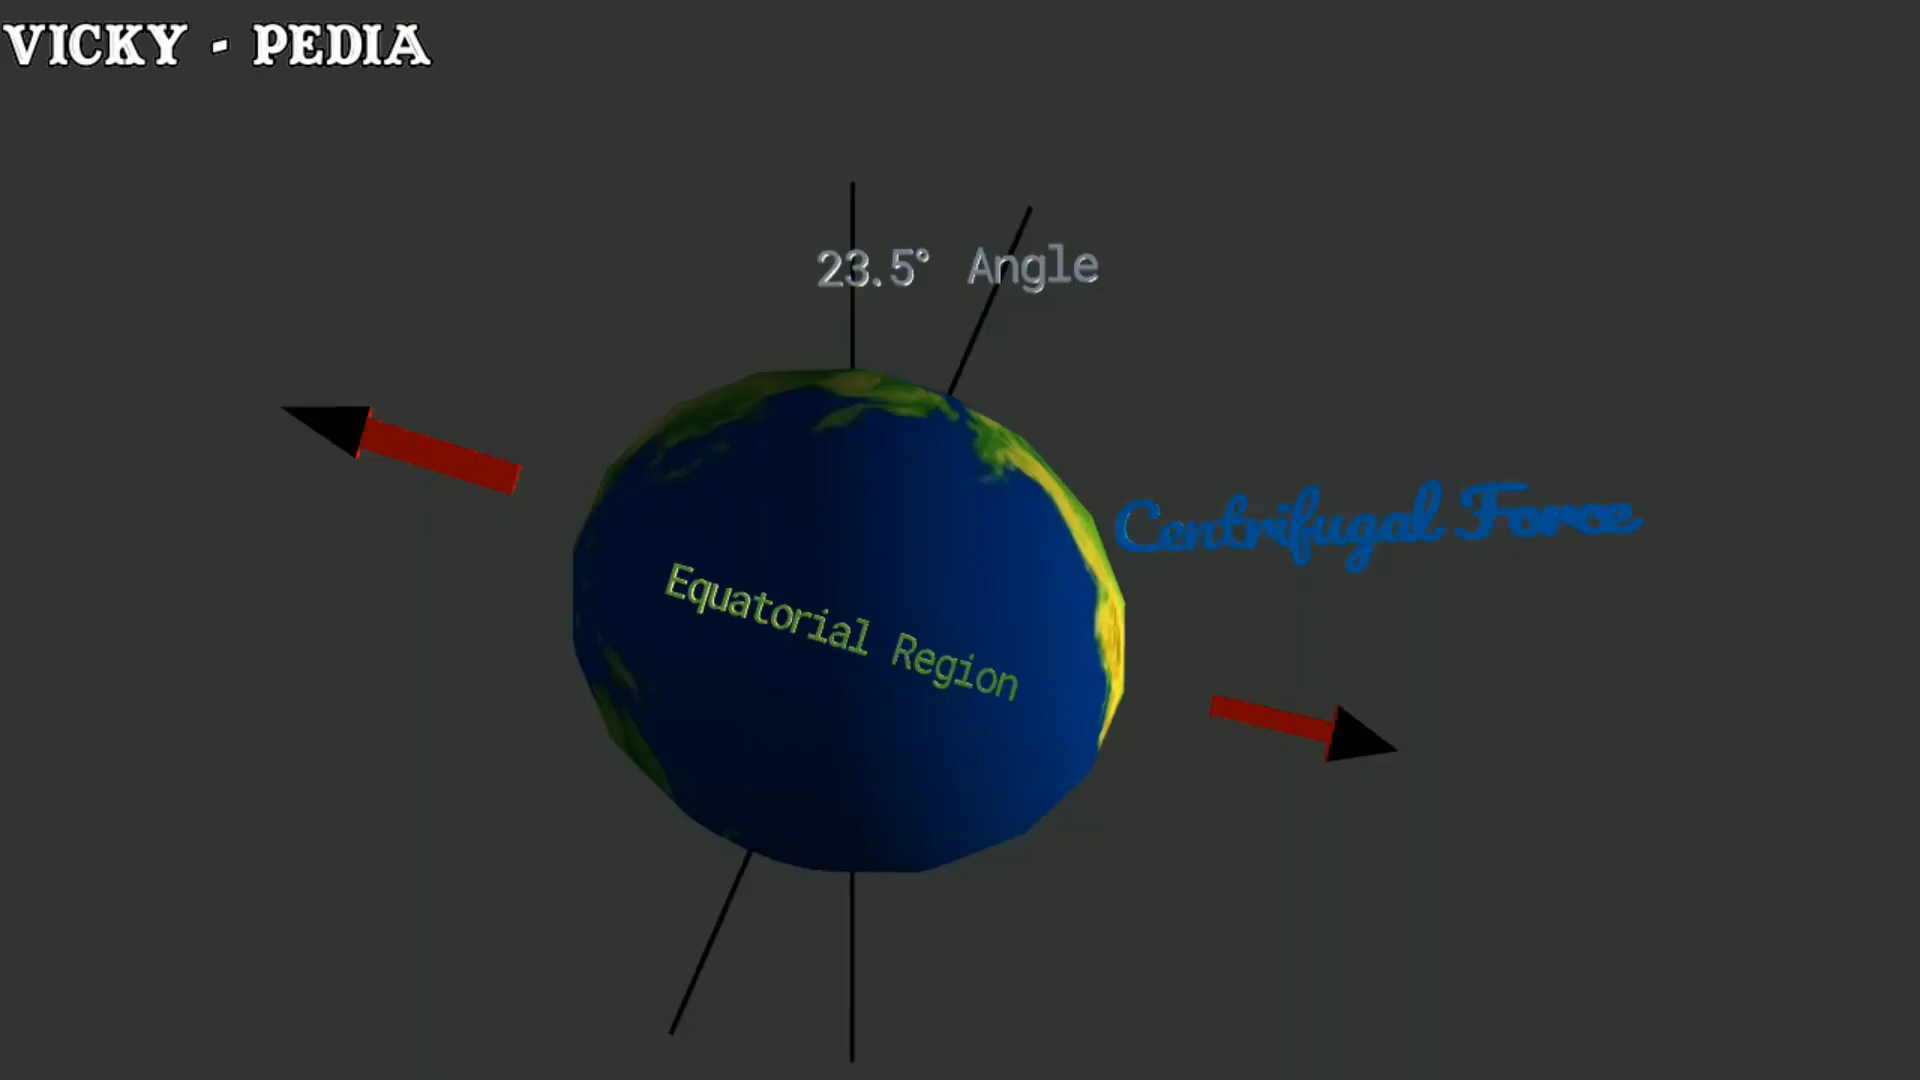 VICKY - PEDIA
23.5° Angle
Centrifugal Force
Equatorial Region